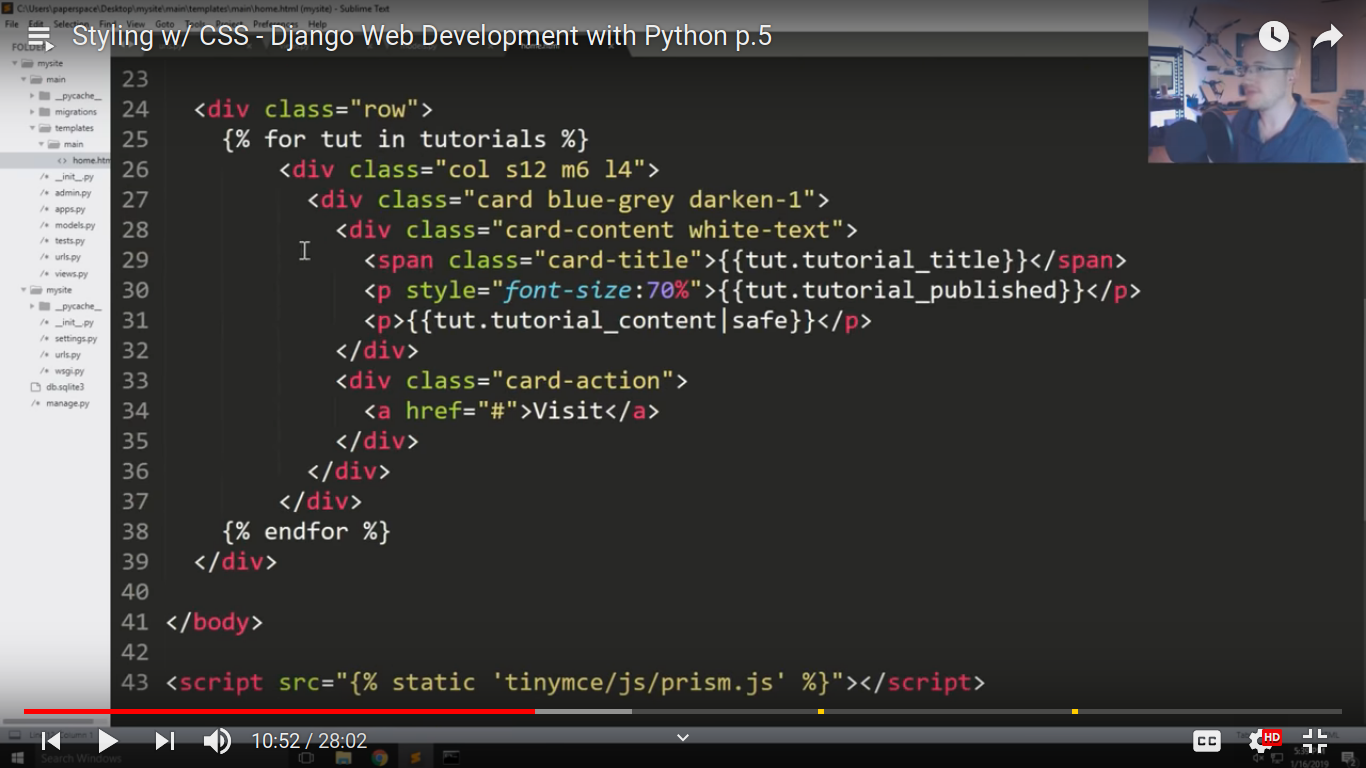 C:\Users\paperspace\Desktop\mysite\main\templates\main\home.html (mysite) - Sublime Text
File Edit Selection Find View Goto Tools Project Preferences Help
Styling w/ CSS - Django Web Development with Python p.5
mysite
main
__pycache__
migrations
templates
main
home.htm
__init__.py
admin.py
apps.py
models.py
tests.py
urls.py
views.py
mysite
__pycache__
__init__.py
settings.py
urls.py
wsgi.py
db.sqlite3
manage.py
23
24 <div class="row">
25 {% for tut in tutorials %}
26 <div class="col s12 m6 l4">
27 <div class="card blue-grey darken-1">
28 <div class="card-content white-text">
29 <span class="card-title">{{tut.tutorial_title}}</span>
30 <p style="font-size:70%">{{tut.tutorial_published}}</p>
31 <p>{{tut.tutorial_content|safe}}</p>
32 </div>
33 <div class="card-action">
34 <a href="#">Visit</a>
35 </div>
36 </div>
37 </div>
38 {% endfor %}
39 </div>
40
41 </body>
42
43 <script src="{% static 'tinymce/js/prism.js' %}"></script>
10:52 / 28:02
CC
HD
Search Windows
1/16/2019